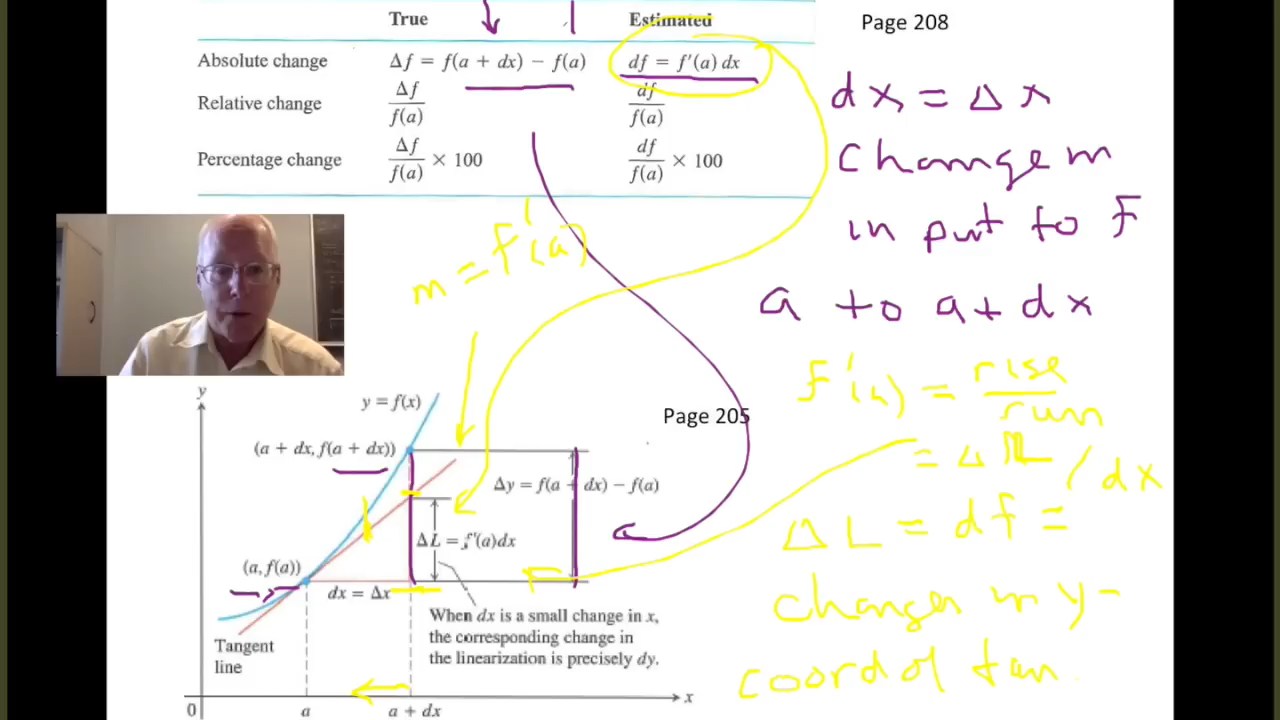 True Estimated
Absolute change Δf = f(a + dx) − f(a) df = f′(a) dx
Relative change Δf/f(a) df/f(a)
Percentage change Δf/f(a) × 100 df/f(a) × 100
Page 208
dx = Δx
change in
input to f
a to a+dx
f'(a) = rise/run
/dx
ΔL = df =
change in y-
coord of tan.
m = f'(a)
Page 205
y
y = f(x)
(a + dx, f(a + dx))
Δy = f(a + dx) − f(a)
ΔL = f′(a)dx
(a, f(a))
dx = Δx
When dx is a small change in x,
the corresponding change in
the linearization is precisely dy.
Tangent
line
x
0 a a + dx